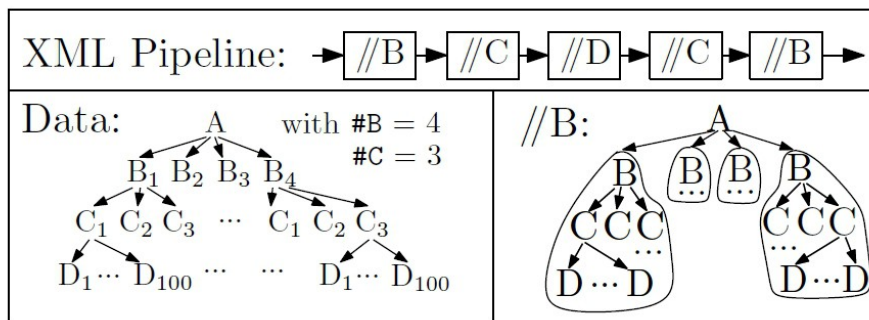 XML Pipeline: //B //C //D //C //B
Data:
A
with #B = 4
#C = 3
B1 B2 B3 B4
C1 C2 C3 ... C1 C2 C3
D1 ... D100 ... ... D1 ... D100
//B:
A
B B B B
... ...
C C C C C C
... ...
D ... D D ... D